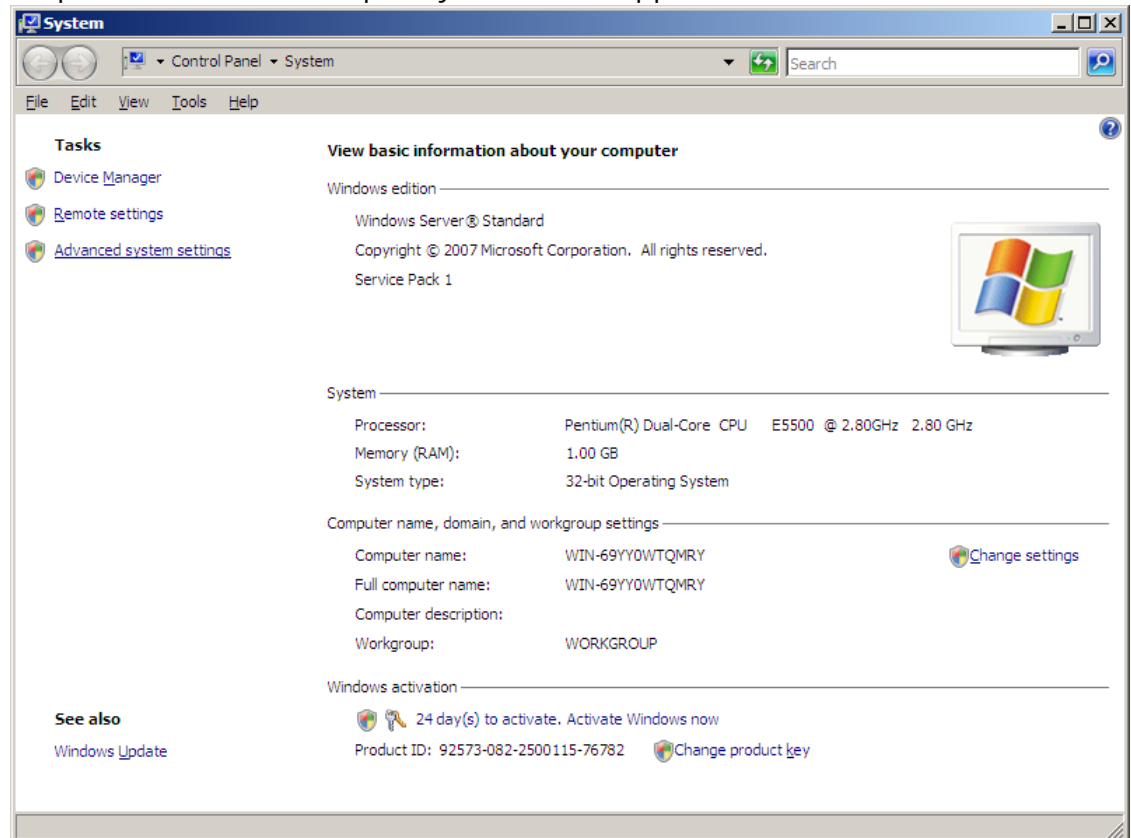 System
Control Panel System
Search
File Edit View Tools Help
Tasks
Device Manager
Remote settings
Advanced system settings
See also
Windows Update
View basic information about your computer
Windows edition
Windows Server® Standard
Copyright © 2007 Microsoft Corporation. All rights reserved.
Service Pack 1
System
Processor: Pentium(R) Dual-Core CPU E5500 @ 2.80GHz 2.80 GHz
Memory (RAM): 1.00 GB
System type: 32-bit Operating System
Computer name, domain, and workgroup settings
Computer name: WIN-69YY0WTQMRY
Change settings
Full computer name: WIN-69YY0WTQMRY
Computer description:
Workgroup: WORKGROUP
Windows activation
24 day(s) to activate. Activate Windows now
Product ID: 92573-082-2500115-76782 Change product key